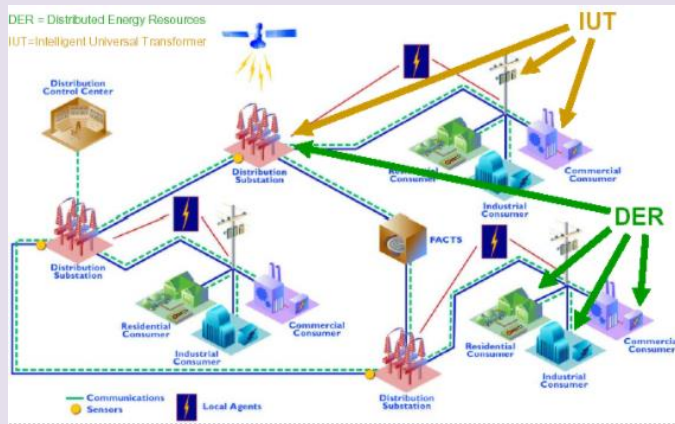 DER = Distributed Energy Resources
IUT=Intelligent Universal Transformer
IUT
Distribution
Control Center
Distribution
Substation
Residential
Consumer
Commercial
Consumer
Industrial
Consumer
DER
Distribution
Substation
FACTS
Residential
Consumer
Commercial
Consumer
Industrial
Consumer
Residential
Consumer
Commercial
Consumer
Industrial
Consumer
Distribution
Substation
Communications
Sensors
Local Agents